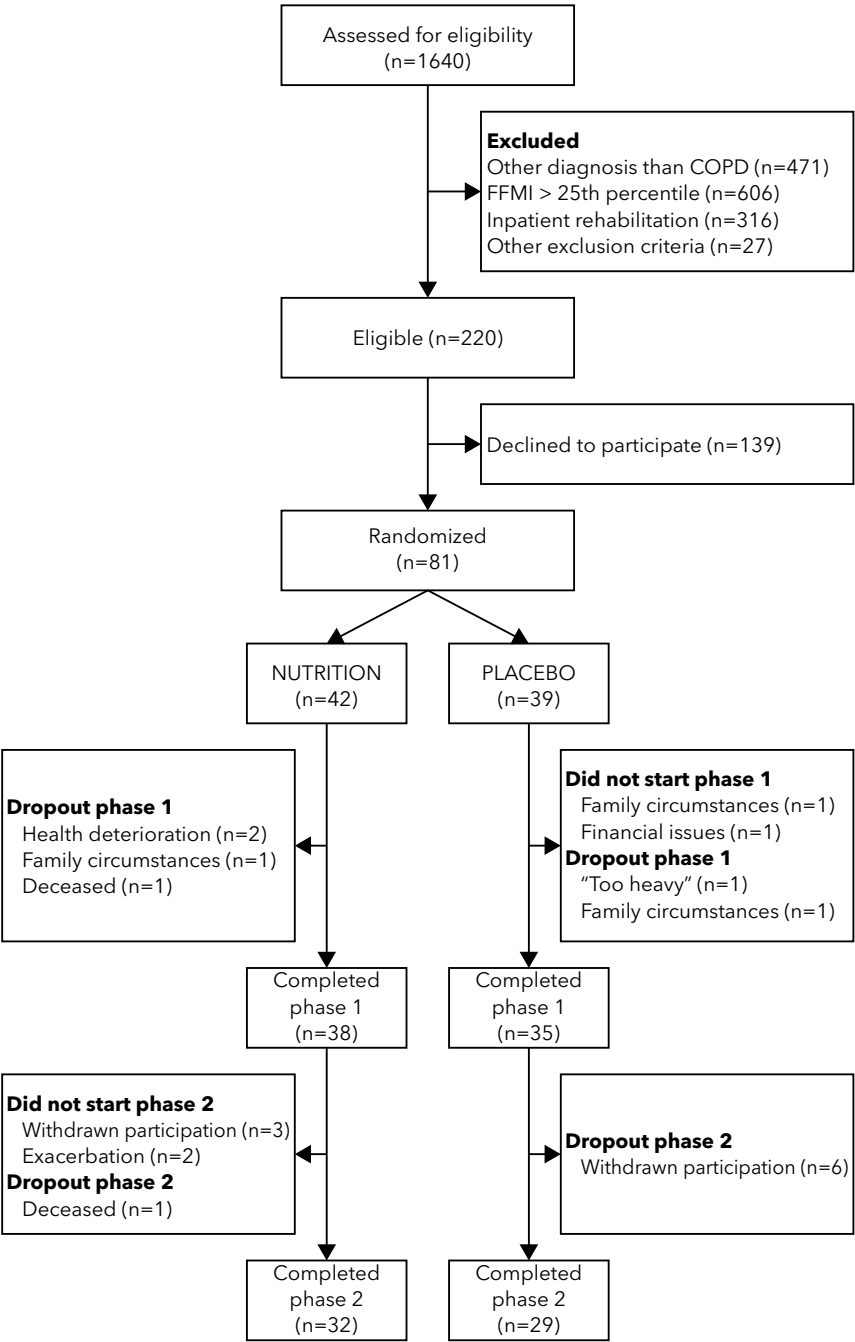 Assessed for eligibility
(n=1640)
Excluded
Other diagnosis than COPD (n=471)
FFMI > 25th percentile (n=606)
Inpatient rehabilitation (n=316)
Other exclusion criteria (n=27)
Eligible (n=220)
Declined to participate (n=139)
Randomized
(n=81)
NUTRITION
(n=42)
PLACEBO
(n=39)
Dropout phase 1
Health deterioration (n=2)
Family circumstances (n=1)
Deceased (n=1)
Did not start phase 1
Family circumstances (n=1)
Financial issues (n=1)
Dropout phase 1
“Too heavy” (n=1)
Family circumstances (n=1)
Completed
phase 1
(n=38)
Completed
phase 1
(n=35)
Did not start phase 2
Withdrawn participation (n=3)
Exacerbation (n=2)
Dropout phase 2
Deceased (n=1)
Dropout phase 2
Withdrawn participation (n=6)
Completed
phase 2
(n=32)
Completed
phase 2
(n=29)